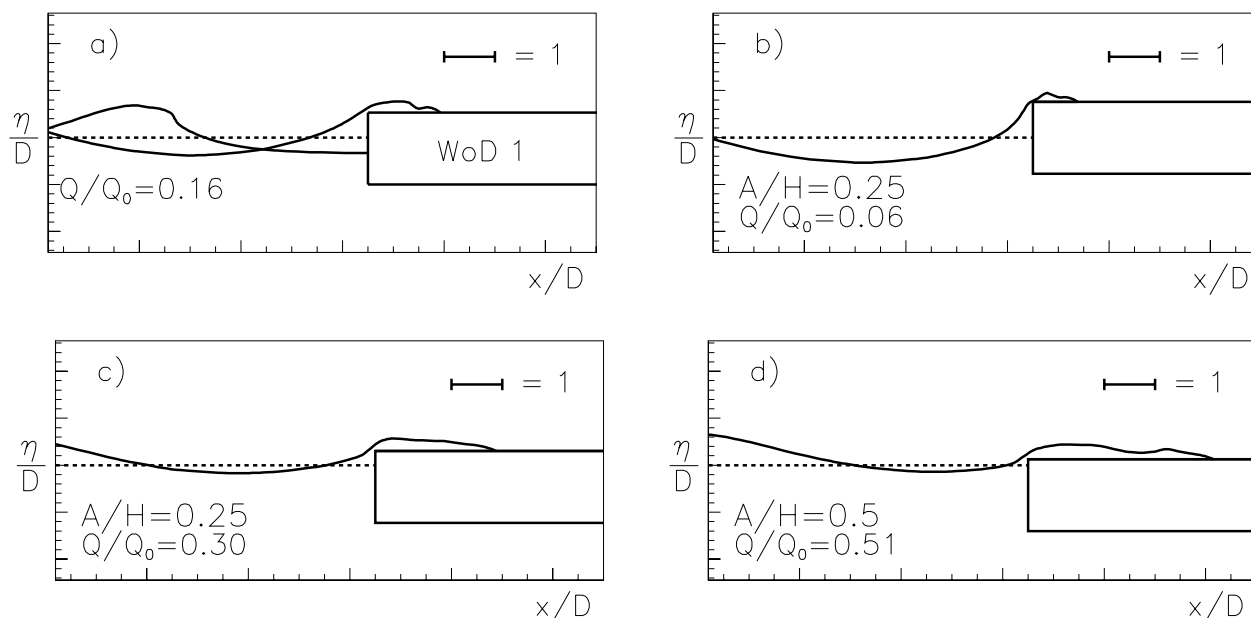 a)
= 1
η
D
WoD 1
Q/Q₀=0.16
x/D
b)
= 1
A/H=0.25
Q/Q₀=0.06
x/D
c)
= 1
η
D
A/H=0.25
Q/Q₀=0.30
x/D
d)
= 1
η
D
A/H=0.5
Q/Q₀=0.51
x/D